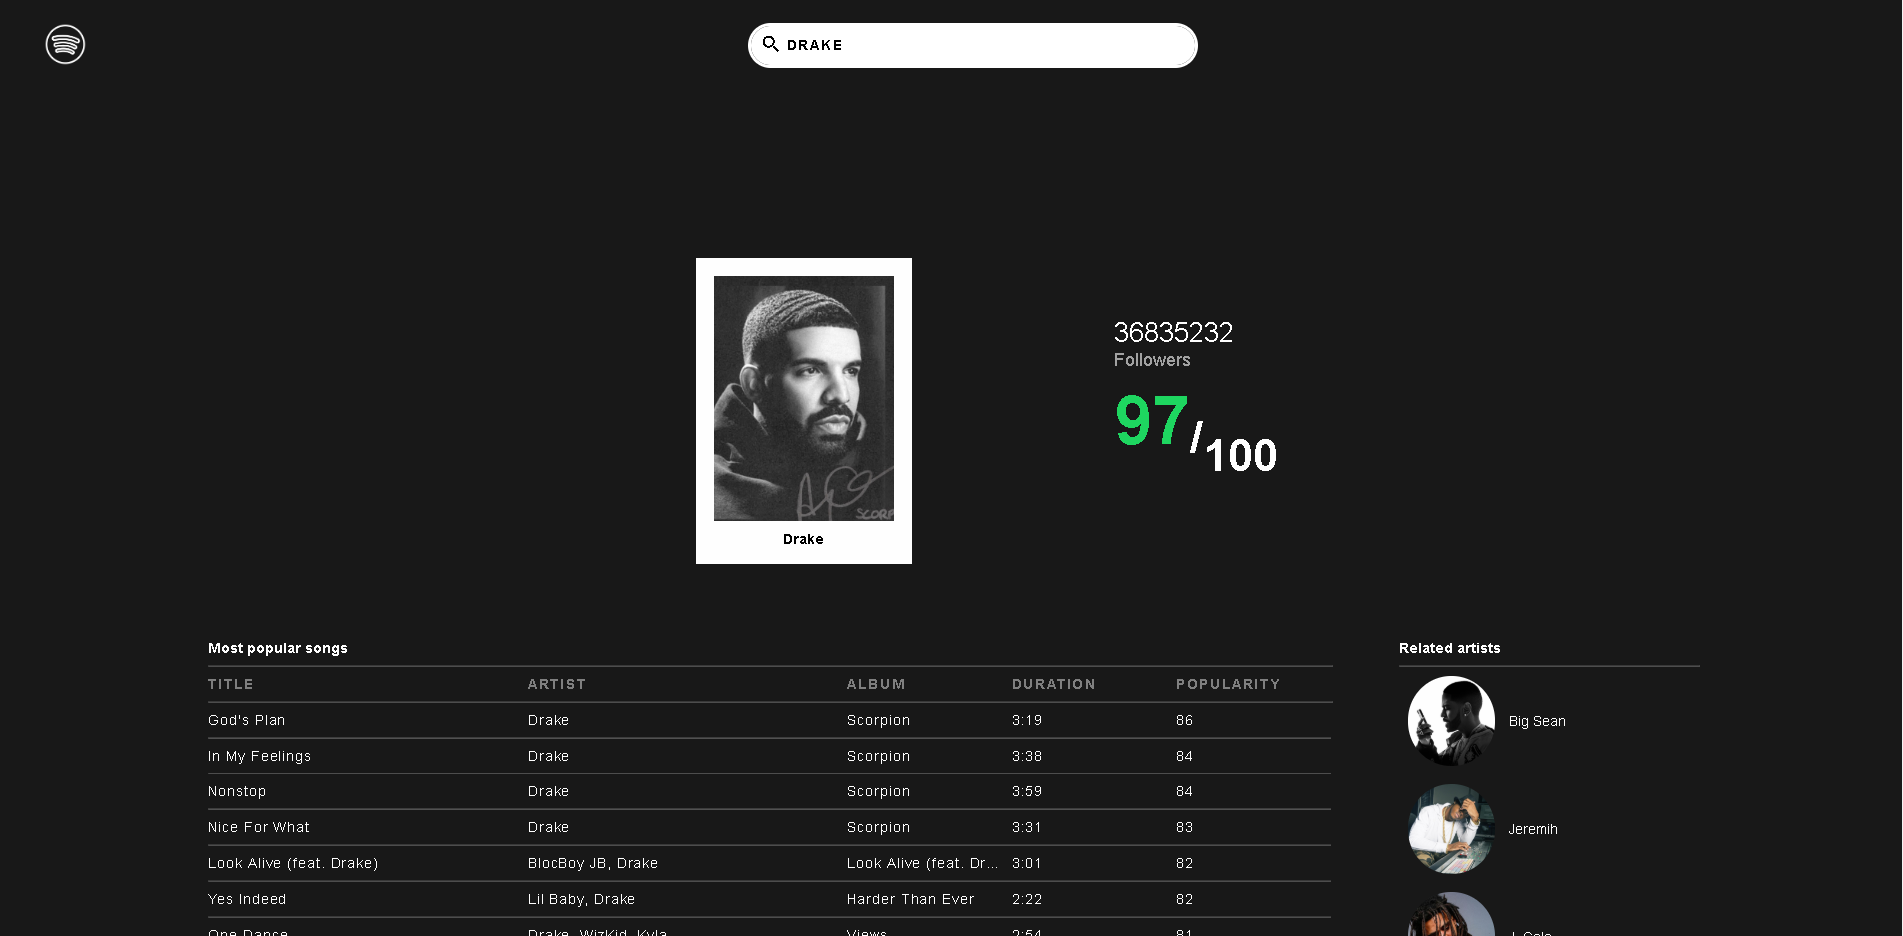 DRAKE
SCORP
Drake
36835232
Followers
97/100
Most popular songs
TITLE ARTIST ALBUM DURATION POPULARITY
God's Plan Drake Scorpion 3:19 86
In My Feelings Drake Scorpion 3:38 84
Nonstop Drake Scorpion 3:59 84
Nice For What Drake Scorpion 3:31 83
Look Alive (feat. Drake) BlocBoy JB, Drake Look Alive (feat. Dr... 3:01 82
Yes Indeed Lil Baby, Drake Harder Than Ever 2:22 82
One Dance Drake, WizKid, Kyla Views 2:54 81
Related artists
Big Sean
Jeremih
J. Cole